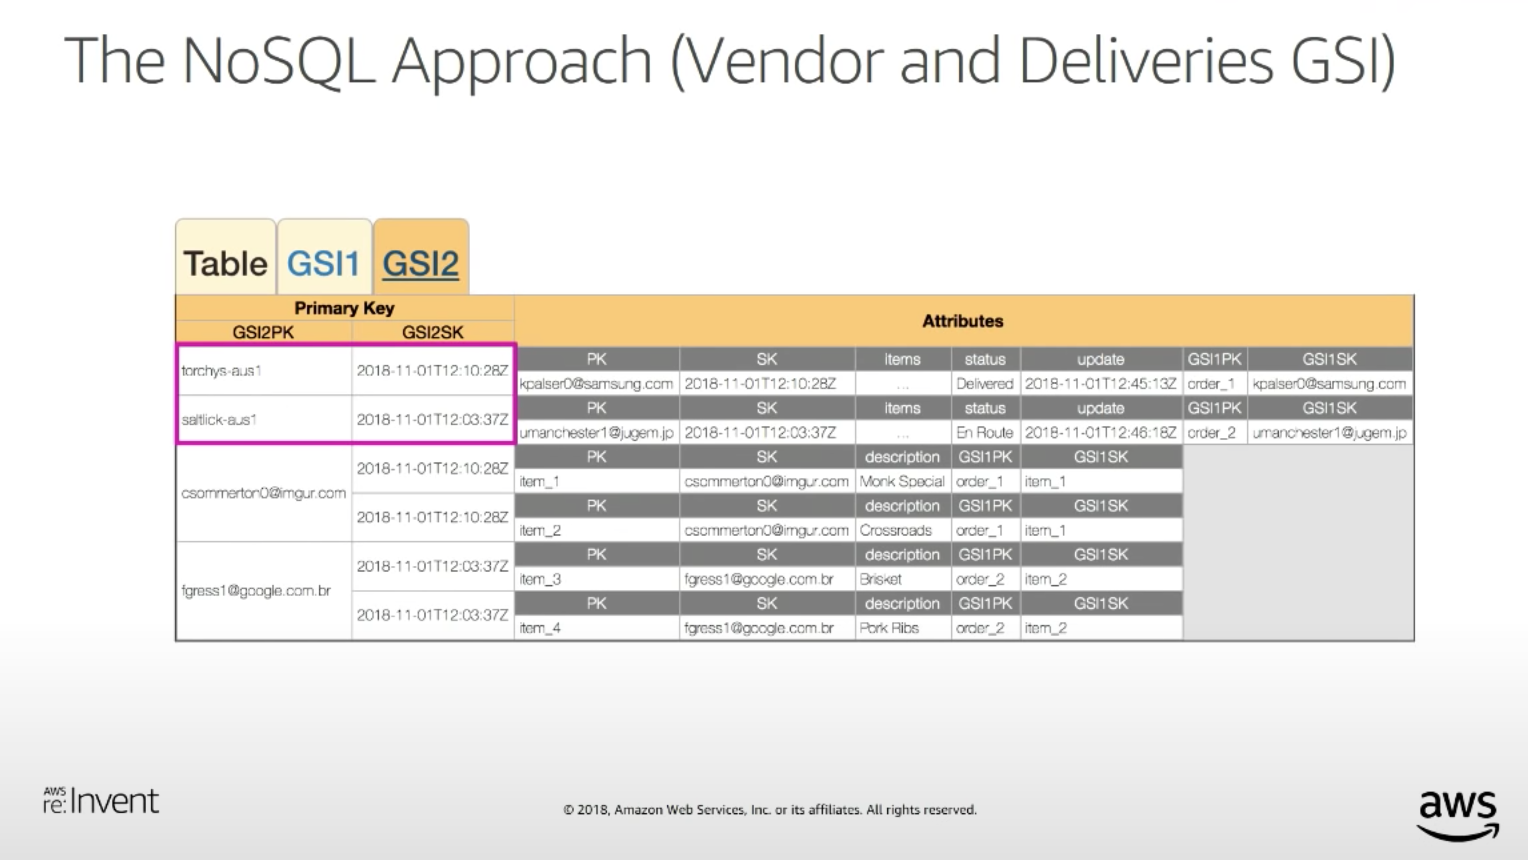 The NoSQL Approach (Vendor and Deliveries GSI)
Table GSI1 GSI2
Primary Key Attributes
GSI2PK GSI2SK
torchys-aus1 2018-11-01T12:10:28Z
PK SK items status update GSI1PK GSI1SK
kpalser0@samsung.com 2018-11-01T12:10:28Z ... Delivered 2018-11-01T12:45:13Z order_1 kpalser0@samsung.com
saltlick-aus1 2018-11-01T12:03:37Z
PK SK items status update GSI1PK GSI1SK
umanchester1@jugem.jp 2018-11-01T12:03:37Z ... En Route 2018-11-01T12:46:18Z order_2 umanchester1@jugem.jp
csommerton0@imgur.com
2018-11-01T12:10:28Z
PK SK description GSI1PK GSI1SK
item_1 csommerton0@imgur.com Monk Special order_1 item_1
2018-11-01T12:10:28Z
PK SK description GSI1PK GSI1SK
item_2 csommerton0@imgur.com Crossroads order_1 item_1
fgress1@google.com.br
2018-11-01T12:03:37Z
PK SK description GSI1PK GSI1SK
item_3 fgress1@google.com.br Brisket order_2 item_2
2018-11-01T12:03:37Z
PK SK description GSI1PK GSI1SK
item_4 fgress1@google.com.br Pork Ribs order_2 item_2
AWS
re:Invent
© 2018, Amazon Web Services, Inc. or its affiliates. All rights reserved.
aws